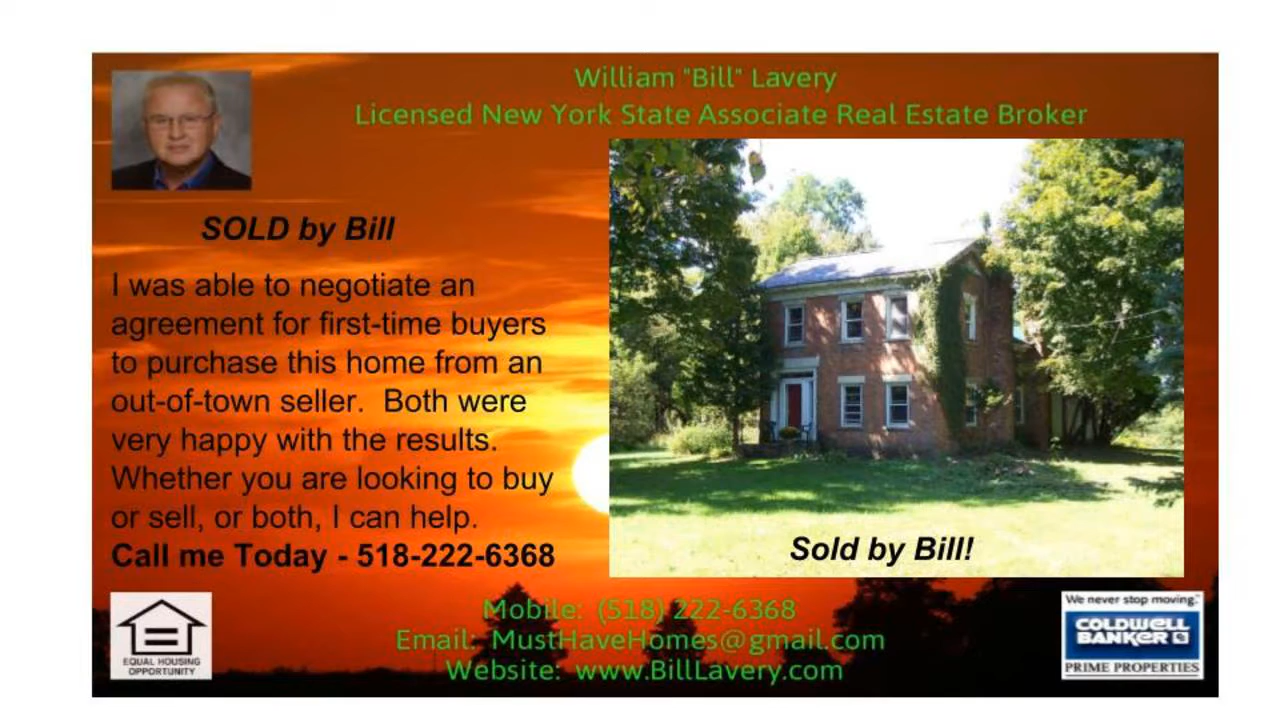 William "Bill" Lavery
Licensed New York State Associate Real Estate Broker
SOLD by Bill
I was able to negotiate an
agreement for first-time buyers
to purchase this home from an
out-of-town seller.  Both were
very happy with the results.
Whether you are looking to buy
or sell, or both, I can help.
Call me Today - 518-222-6368
Sold by Bill!
Mobile:  (518) 222-6368
Email:  MustHaveHomes@gmail.com
Website:  www.BillLavery.com
EQUAL HOUSING
OPPORTUNITY
We never stop moving.™
COLDWELL
BANKER
PRIME PROPERTIES